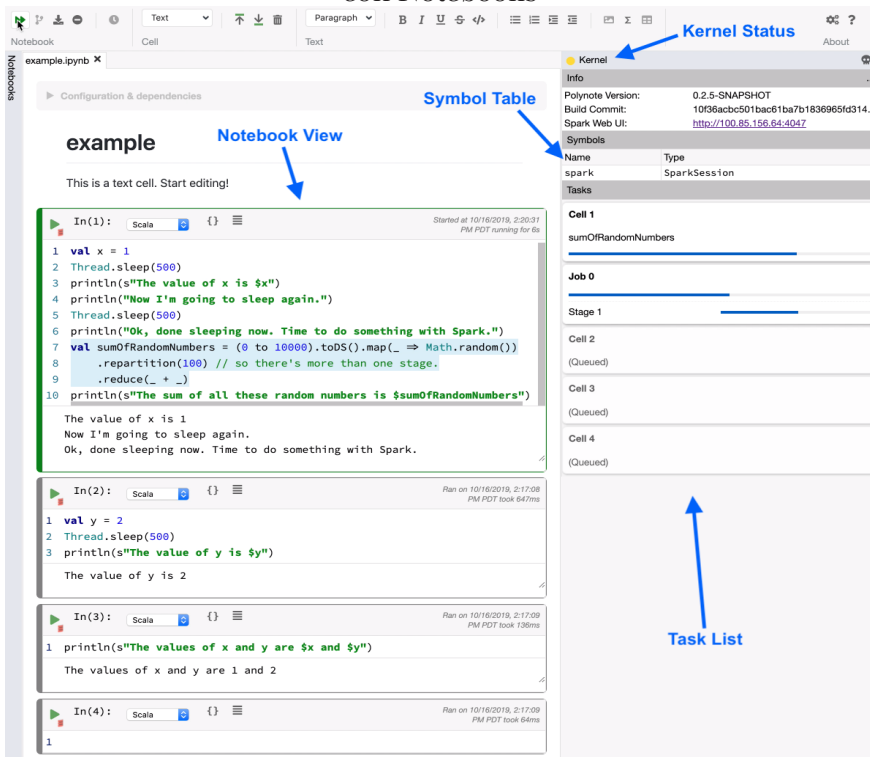 Text
Paragraph
B I U S </>
Σ
?
Notebook
Cell
Text
About
Kernel Status
Notebooks
example.ipynb ×
Kernel
Info
Configuration & dependencies
Symbol Table
Polynote Version: 0.2.5-SNAPSHOT
Build Commit: 10f36acbc501bac61ba7b1836965fd314.
Spark Web UI: http://100.85.156.64:4047
example
Notebook View
Symbols
Name Type
spark SparkSession
This is a text cell. Start editing!
Tasks
In(1): Scala {} Started at 10/16/2019, 2:20:31
PM PDT running for 6s
1 val x = 1
2 Thread.sleep(500)
3 println(s"The value of x is $x")
4 println("Now I'm going to sleep again.")
5 Thread.sleep(500)
6 println("Ok, done sleeping now. Time to do something with Spark.")
7 val sumOfRandomNumbers = (0 to 10000).toDS().map(_ ⇒ Math.random())
8 .repartition(100) // so there's more than one stage.
9 .reduce(_ + _)
10 println(s"The sum of all these random numbers is $sumOfRandomNumbers")
The value of x is 1
Now I'm going to sleep again.
Ok, done sleeping now. Time to do something with Spark.
Cell 1
sumOfRandomNumbers
Job 0
Stage 1
Cell 2
(Queued)
Cell 3
(Queued)
Cell 4
(Queued)
In(2): Scala {} Ran on 10/16/2019, 2:17:08
PM PDT took 647ms
1 val y = 2
2 Thread.sleep(500)
3 println(s"The value of y is $y")
The value of y is 2
In(3): Scala {} Ran on 10/16/2019, 2:17:09
PM PDT took 136ms
1 println(s"The values of x and y are $x and $y")
The values of x and y are 1 and 2
Task List
In(4): Scala {} Ran on 10/16/2019, 2:17:09
PM PDT took 64ms
1